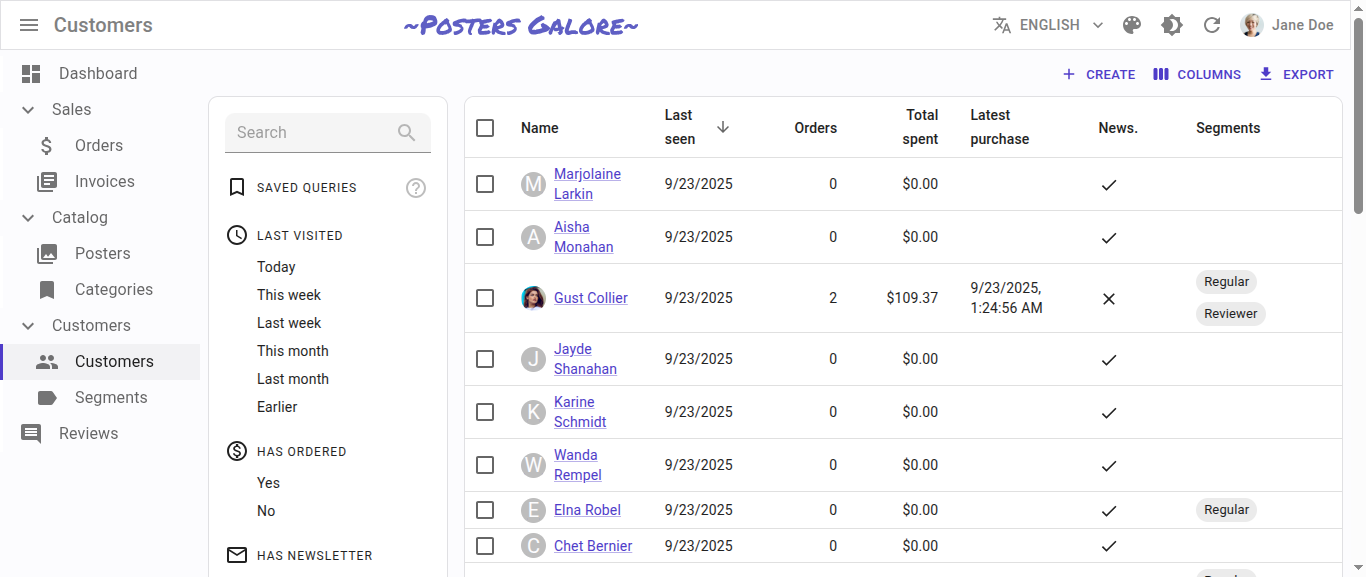 Customers
~Posters Galore~
ENGLISH
Jane Doe
Dashboard
Sales
Orders
Invoices
Catalog
Posters
Categories
Customers
Customers
Segments
Reviews
CREATE
COLUMNS
EXPORT
Search
SAVED QUERIES
?
LAST VISITED
Today
This week
Last week
This month
Last month
Earlier
HAS ORDERED
Yes
No
HAS NEWSLETTER
Name
Last seen
Orders
Total spent
Latest purchase
News.
Segments
M Marjolaine Larkin 9/23/2025 0 $0.00
A Aisha Monahan 9/23/2025 0 $0.00
Gust Collier 9/23/2025 2 $109.37 9/23/2025, 1:24:56 AM Regular Reviewer
J Jayde Shanahan 9/23/2025 0 $0.00
K Karine Schmidt 9/23/2025 0 $0.00
W Wanda Rempel 9/23/2025 0 $0.00
E Elna Robel 9/23/2025 0 $0.00 Regular
C Chet Bernier 9/23/2025 0 $0.00